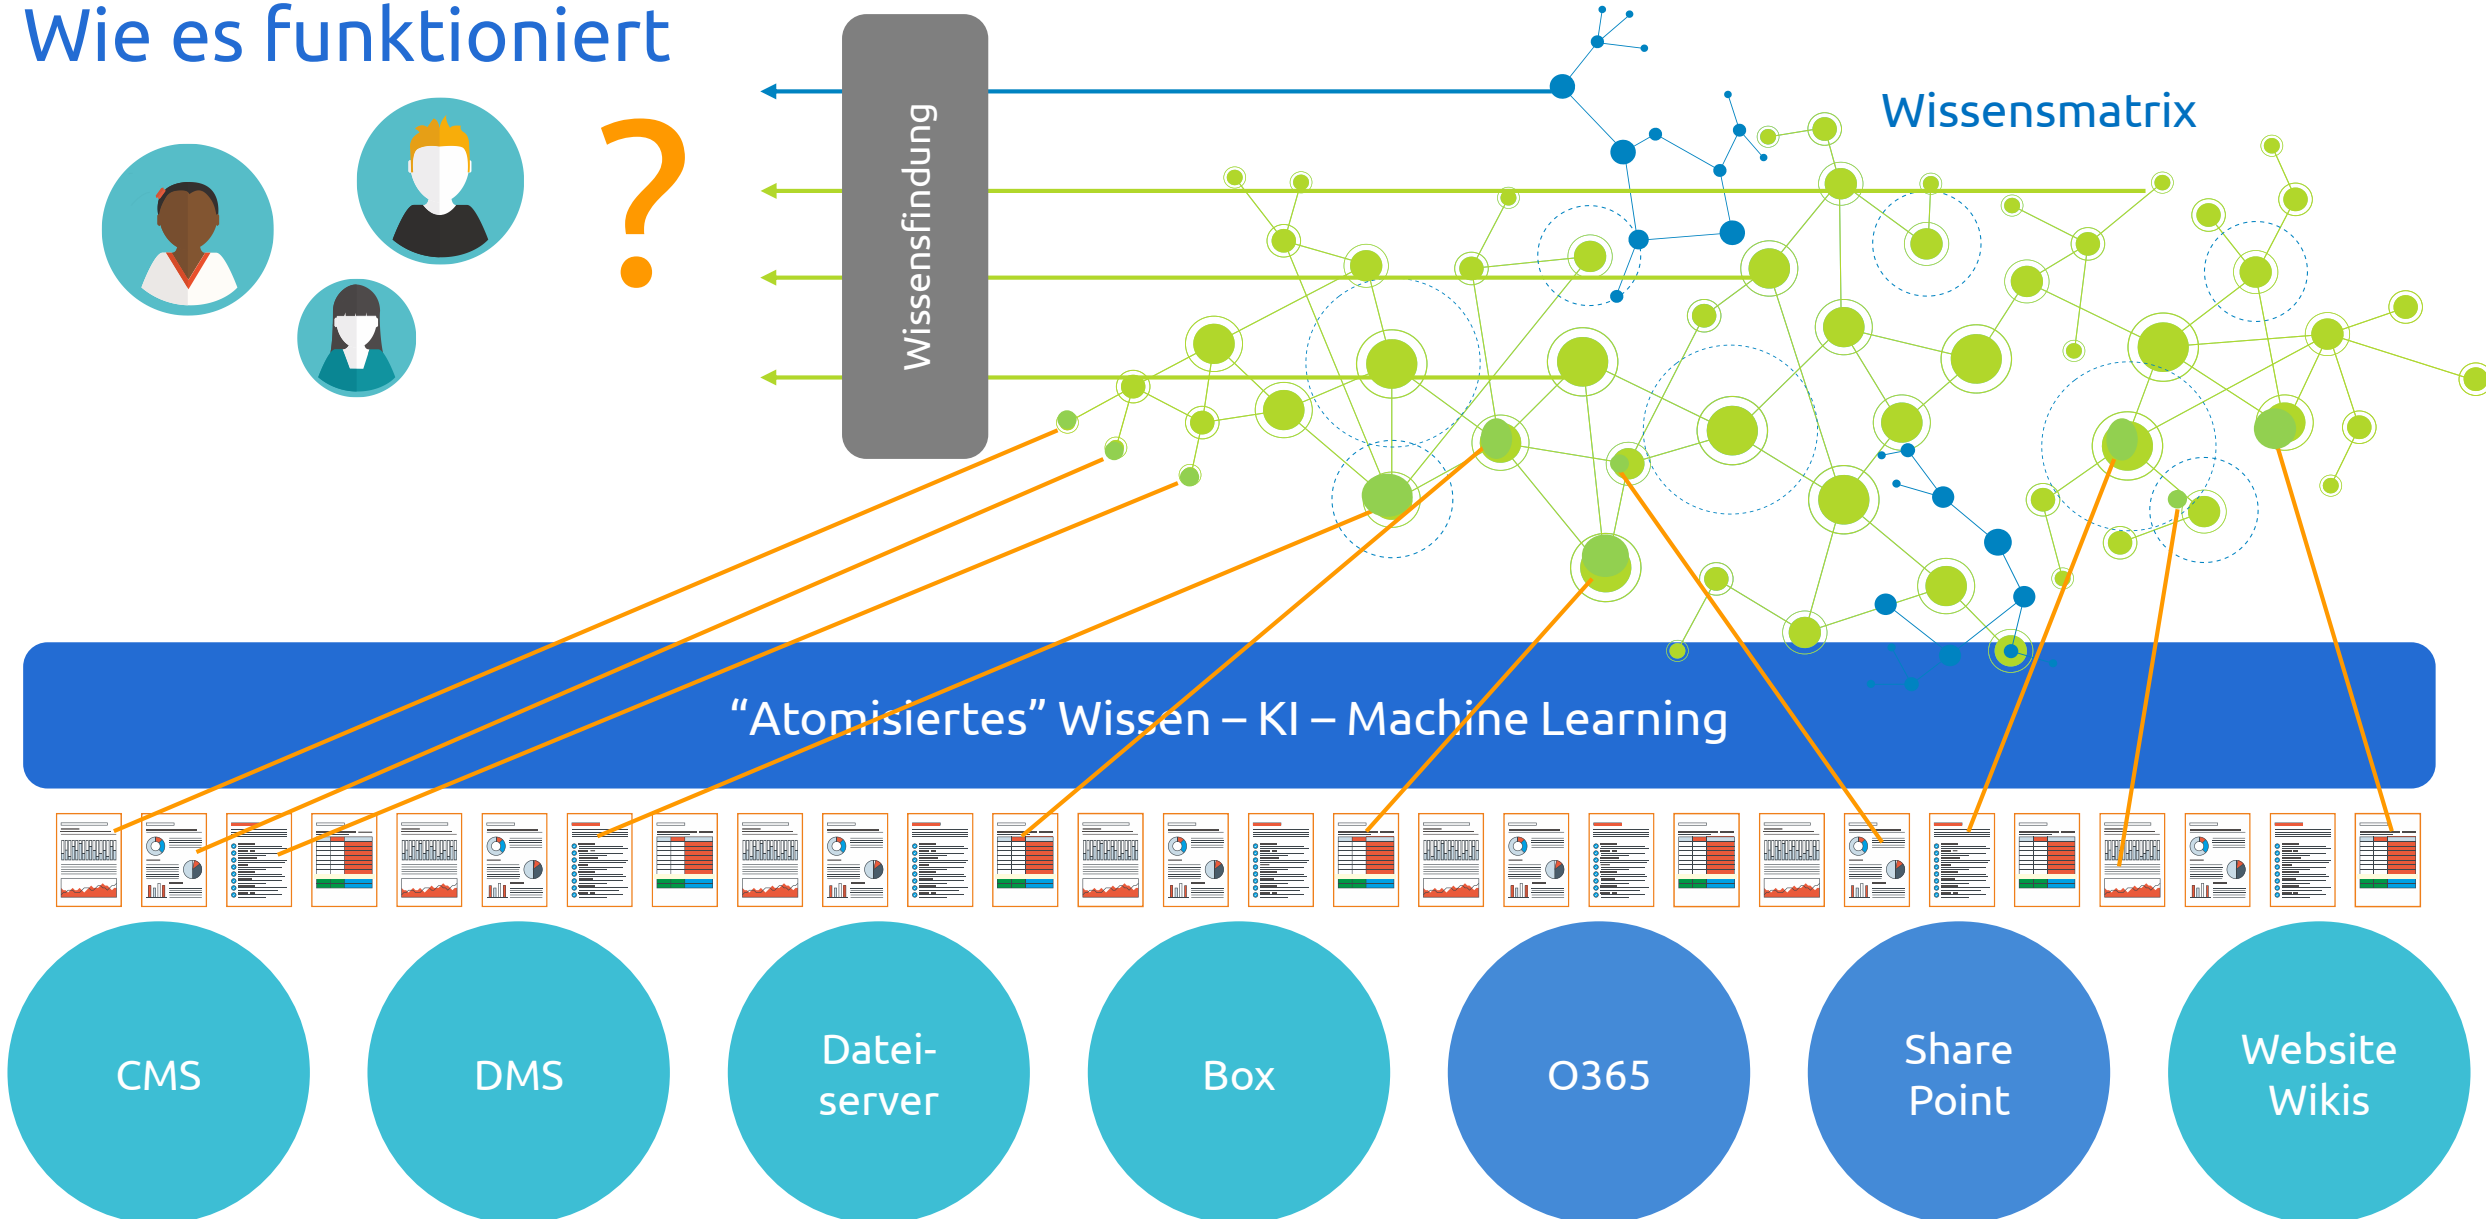 Wie es funktioniert
?
Wissensfindung
Wissensmatrix
“Atomisiertes” Wissen – KI – Machine Learning
CMS
DMS
Datei-
server
Box
O365
Share
Point
Website
Wikis